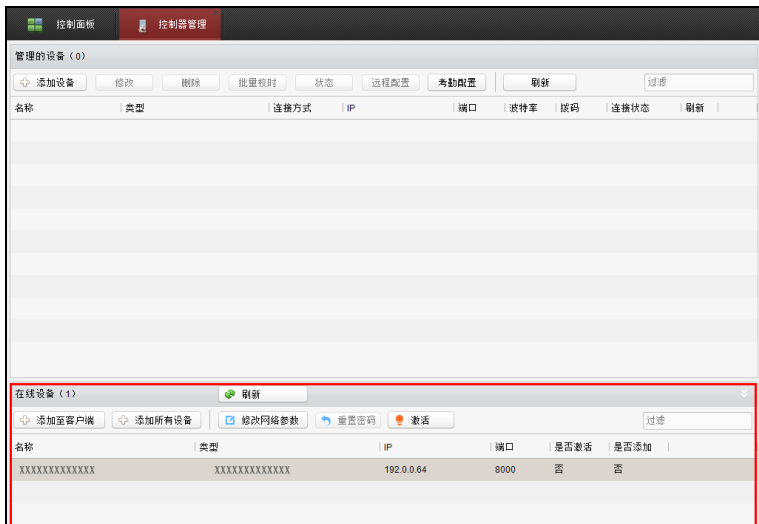 控制面板 控制器管理
管理的设备（0）
添加设备 修改 删除 批量校时 状态 远程配置 考勤配置 刷新 过滤
名称 类型 连接方式 IP 端口 波特率 拨码 连接状态 刷新
在线设备（1） 刷新
添加至客户端 添加所有设备 修改网络参数 重置密码 激活 过滤
名称 类型 IP 端口 是否激活 是否添加
XXXXXXXXXXXXX XXXXXXXXXXXXX 192.0.0.64 8000 否 否